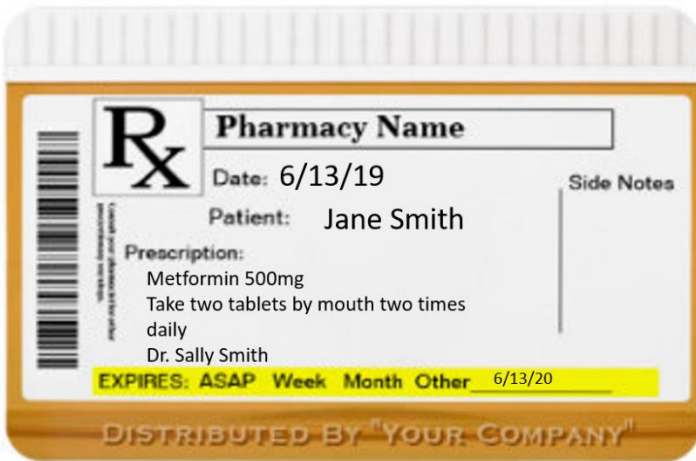 Rx
Pharmacy Name
Date: 6/13/19
Side Notes
Patient: Jane Smith
Prescription:
Metformin 500mg
Take two tablets by mouth two times
daily
Dr. Sally Smith
EXPIRES: ASAP Week Month Other 6/13/20
DISTRIBUTED BY "YOUR COMPANY"